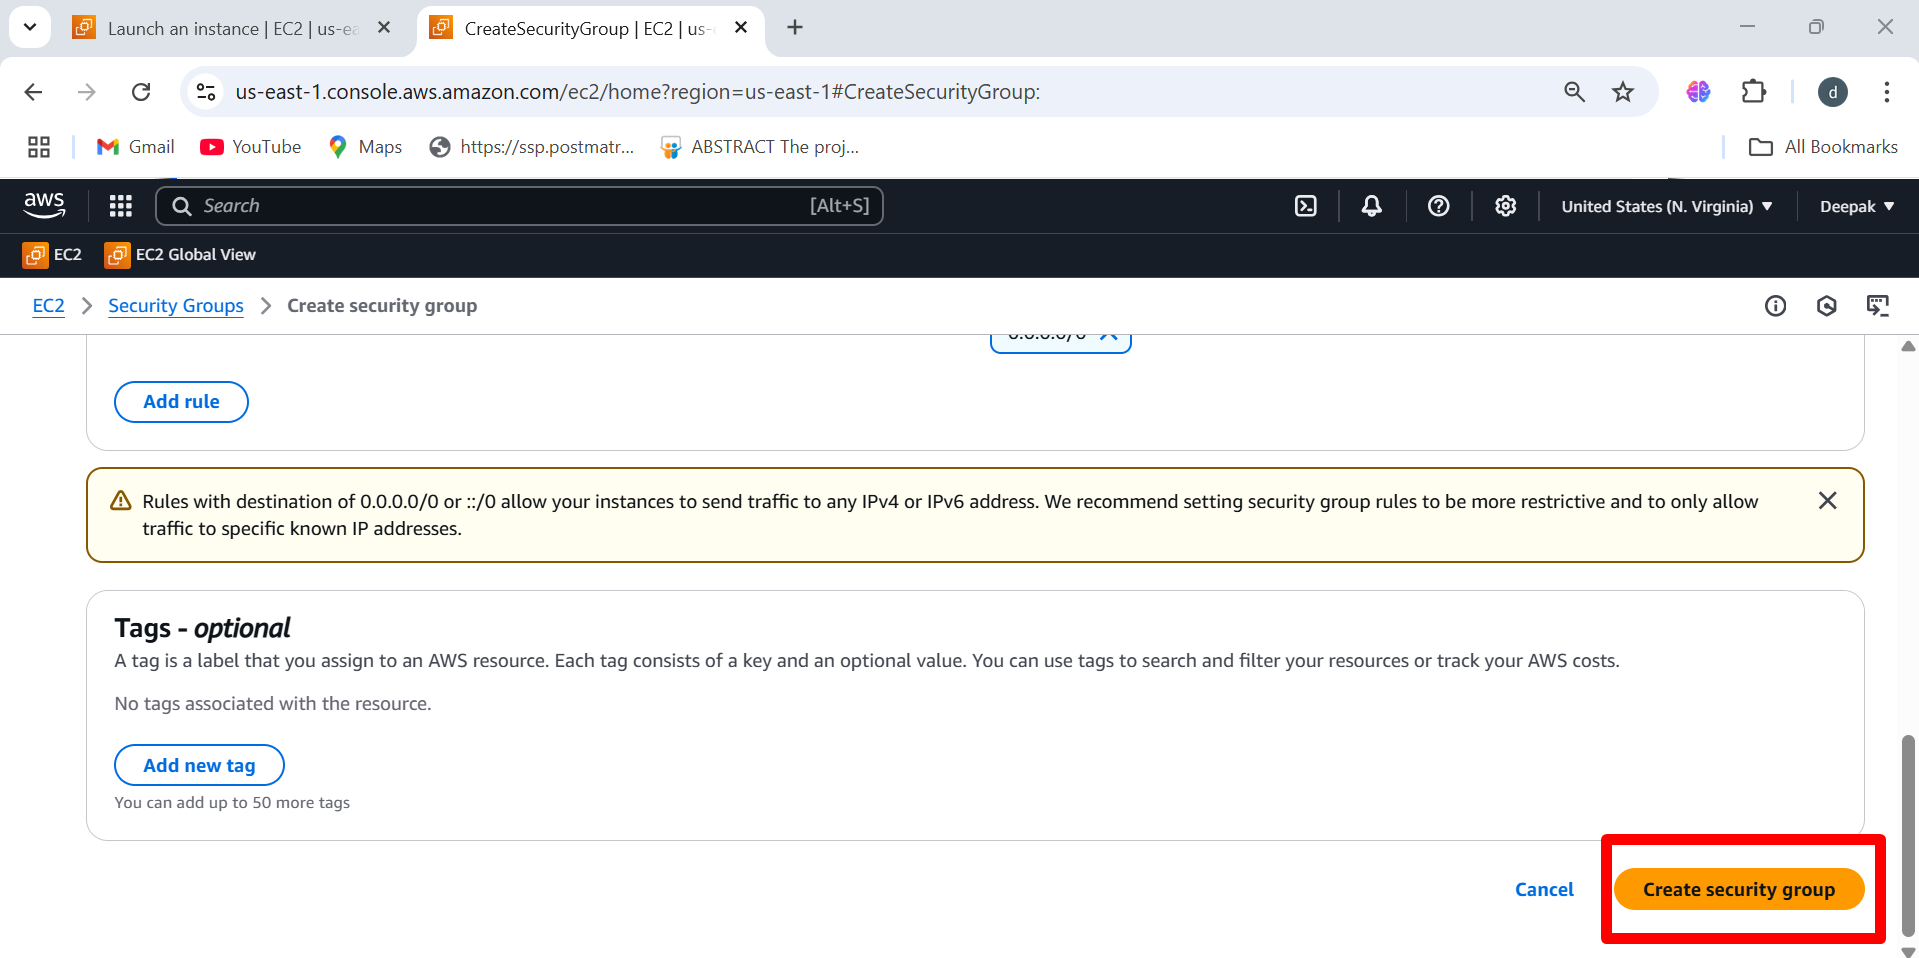 Launch an instance | EC2 | us-ea
CreateSecurityGroup | EC2 | us-
us-east-1.console.aws.amazon.com/ec2/home?region=us-east-1#CreateSecurityGroup:
d
Gmail
YouTube
Maps
https://ssp.postmatr...
ABSTRACT The proj...
All Bookmarks
aws
Search
[Alt+S]
United States (N. Virginia)
Deepak
EC2
EC2 Global View
EC2
Security Groups
Create security group
0.0.0.0/0
Add rule
Rules with destination of 0.0.0.0/0 or ::/0 allow your instances to send traffic to any IPv4 or IPv6 address. We recommend setting security group rules to be more restrictive and to only allow
traffic to specific known IP addresses.
Tags - optional
A tag is a label that you assign to an AWS resource. Each tag consists of a key and an optional value. You can use tags to search and filter your resources or track your AWS costs.
No tags associated with the resource.
Add new tag
You can add up to 50 more tags
Cancel
Create security group